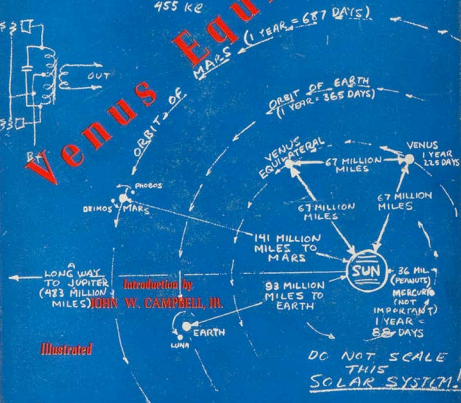 455 KC
OUT
B+
Venus Equi
ORBIT OF MARS (1 YEAR = 687 DAYS)
ORBIT OF EARTH
(1 YEAR = 365 DAYS)
VENUS
EQUILATERAL
VENUS
1 YEAR
225 DAYS
67 MILLION
MILES
PHOBOS
DEIMOS
MARS
67 MILLION
MILES
67 MILLION
MILES
141 MILLION
MILES TO
MARS
SUN
A
LONG WAY
TO JUPITER
(483 MILLION
MILES)
Introduction by
JOHN W. CAMPBELL, JR.
93 MILLION
MILES TO
EARTH
36 MIL.
(PEANUTS)
MERCURY
(NOT
IMPORTANT)
1 YEAR =
88 DAYS
EARTH
LUNA
Illustrated
DO NOT SCALE
THIS
SOLAR SYSTEM!